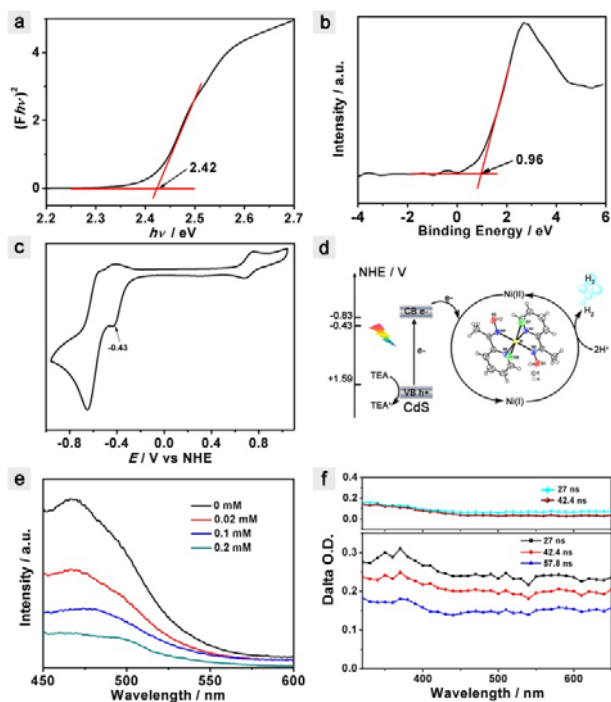 a
(Fhν)²
4
2
0
2.42
2.2 2.3 2.4 2.5 2.6 2.7
hν / eV
b
Intensity / a.u.
0.96
-4 -2 0 2 4 6
Binding Energy / eV
c
-0.43
-0.8 -0.4 0.0 0.4 0.8
E / V vs NHE
d
NHE / V
-0.83
-0.43
+1.59
CB e-
e-
e-
TEA
TEA+
VB h+
CdS
Ni(II)
Ni(I)
H₂
H₂
2H⁺
e
Intensity / a.u.
0 mM
0.02 mM
0.1 mM
0.2 mM
450 500 550 600
Wavelength / nm
f
Dalta O.D.
0.4
0.2
0.0
27 ns
42.4 ns
0.3
0.2
0.1
0.0
27 ns
42.4 ns
57.8 ns
400 500 600
Wavelength / nm